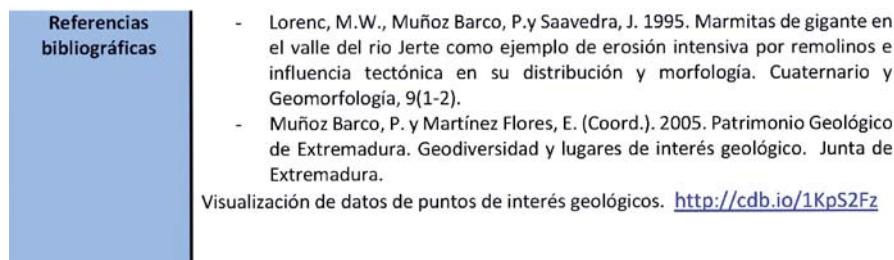 Referencias
bibliográficas
- Lorenc, M.W., Muñoz Barco, P.y Saavedra, J. 1995. Marmitas de gigante en
el valle del rio Jerte como ejemplo de erosión intensiva por remolinos e
influencia tectónica en su distribución y morfología. Cuaternario y
Geomorfología, 9(1-2).
- Muñoz Barco, P. y Martínez Flores, E. (Coord.). 2005. Patrimonio Geológico
de Extremadura. Geodiversidad y lugares de interés geológico. Junta de
Extremadura.
Visualización de datos de puntos de interés geológicos. http://cdb.io/1KpS2Fz